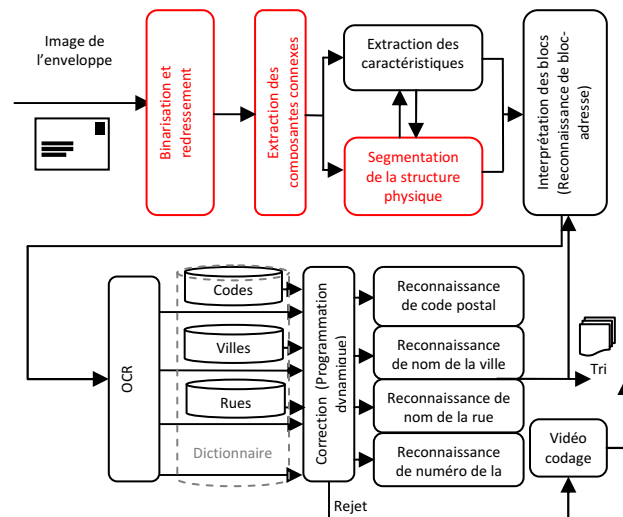 Image de
l'enveloppe
Binarisation et
redressement
Extraction des
composantes connexes
Extraction des
caractéristiques
Segmentation
de la structure
physique
Interprétation des blocs
(Reconnaissance de bloc-
adresse)
OCR
Codes
Villes
Rues
Dictionnaire
Correction (Programmation
dynamique)
Reconnaissance
de code postal
Reconnaissance
de nom de la ville
Reconnaissance de
nom de la rue
Reconnaissance
de numéro de la
Tri
Vidéo
codage
Rejet